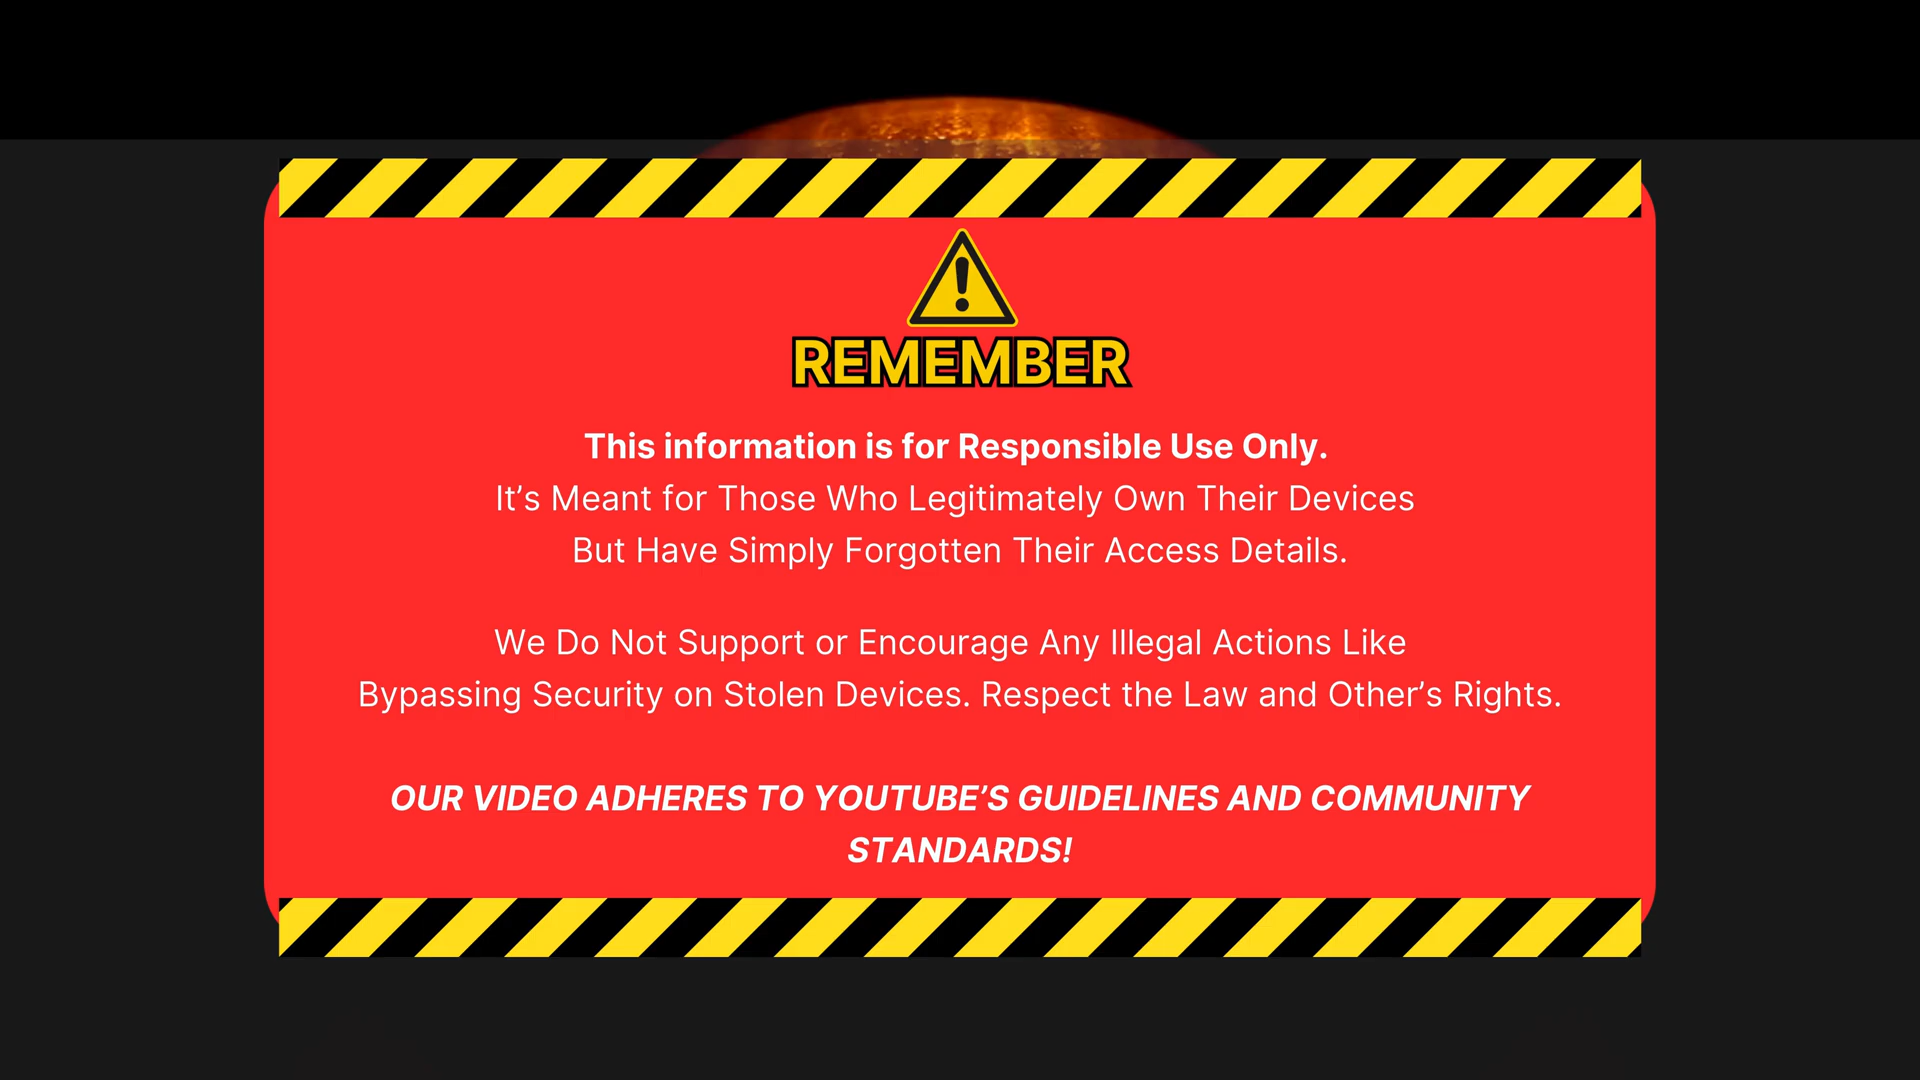 REMEMBER
This information is for Responsible Use Only.
It’s Meant for Those Who Legitimately Own Their Devices
But Have Simply Forgotten Their Access Details.
We Do Not Support or Encourage Any Illegal Actions Like
Bypassing Security on Stolen Devices. Respect the Law and Other’s Rights.
OUR VIDEO ADHERES TO YOUTUBE’S GUIDELINES AND COMMUNITY
STANDARDS!